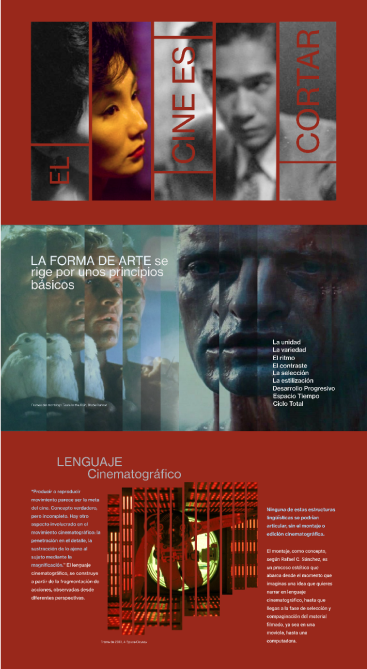 EL
CINE ES
CORTAR
LA FORMA DE ARTE se
rige por unos principios
básicos
La unidad
La variedad
El ritmo
El contraste
La selección
La estilización
Desarrollo Progresivo
Espacio Tiempo
Ciclo Total
LENGUAJE
Cinematográfico
"Producir o reproducir
movimiento parece ser la meta
del cine. Concepto verdadero,
pero incompleto. Hay otro
aspecto involucrado en el
movimiento cinematográfico: la
penetración en el detalle, la
sustracción de lo ajeno al
sujeto mediante la
magnificación." El lenguaje
cinematográfico, se construye
a partir de la fragmentación de
acciones, observadas desde
diferentes perspectivas.
Ninguna de estas estructuras
lingüísticas se podrían
articular, sin el montaje o
edición cinematográfica.
El montaje, como concepto,
según Rafael C. Sánchez, es
un proceso estético que
abarca desde el momento que
imaginas una idea que quieres
narrar en lenguaje
cinematográfico, hasta que
llegas a la fase de selección y
compaginación del material
filmado, ya sea en una
moviola, hasta una
computadora.